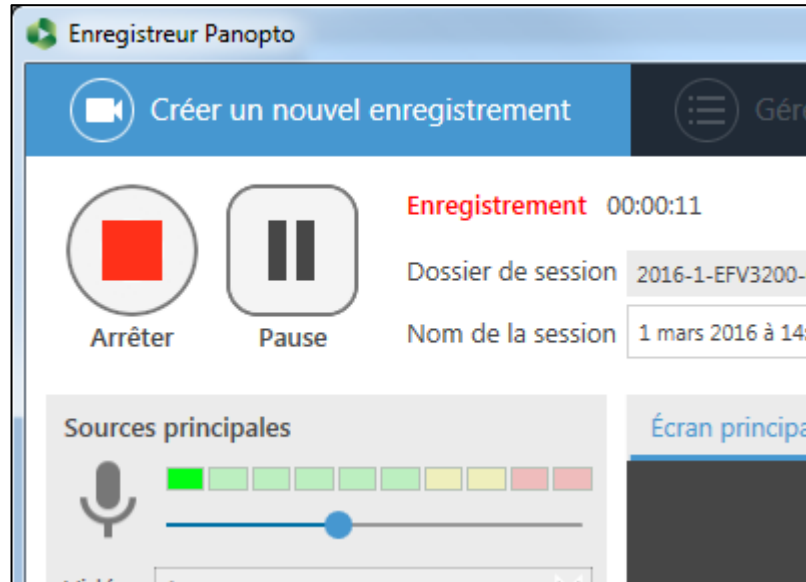 Enregistreur Panopto
Créer un nouvel enregistrement
Enregistrement 00:00:11
Dossier de session 2016-1-EFV3200-
Nom de la session 1 mars 2016 à 14:
Arrêter Pause
Sources principales
Écran